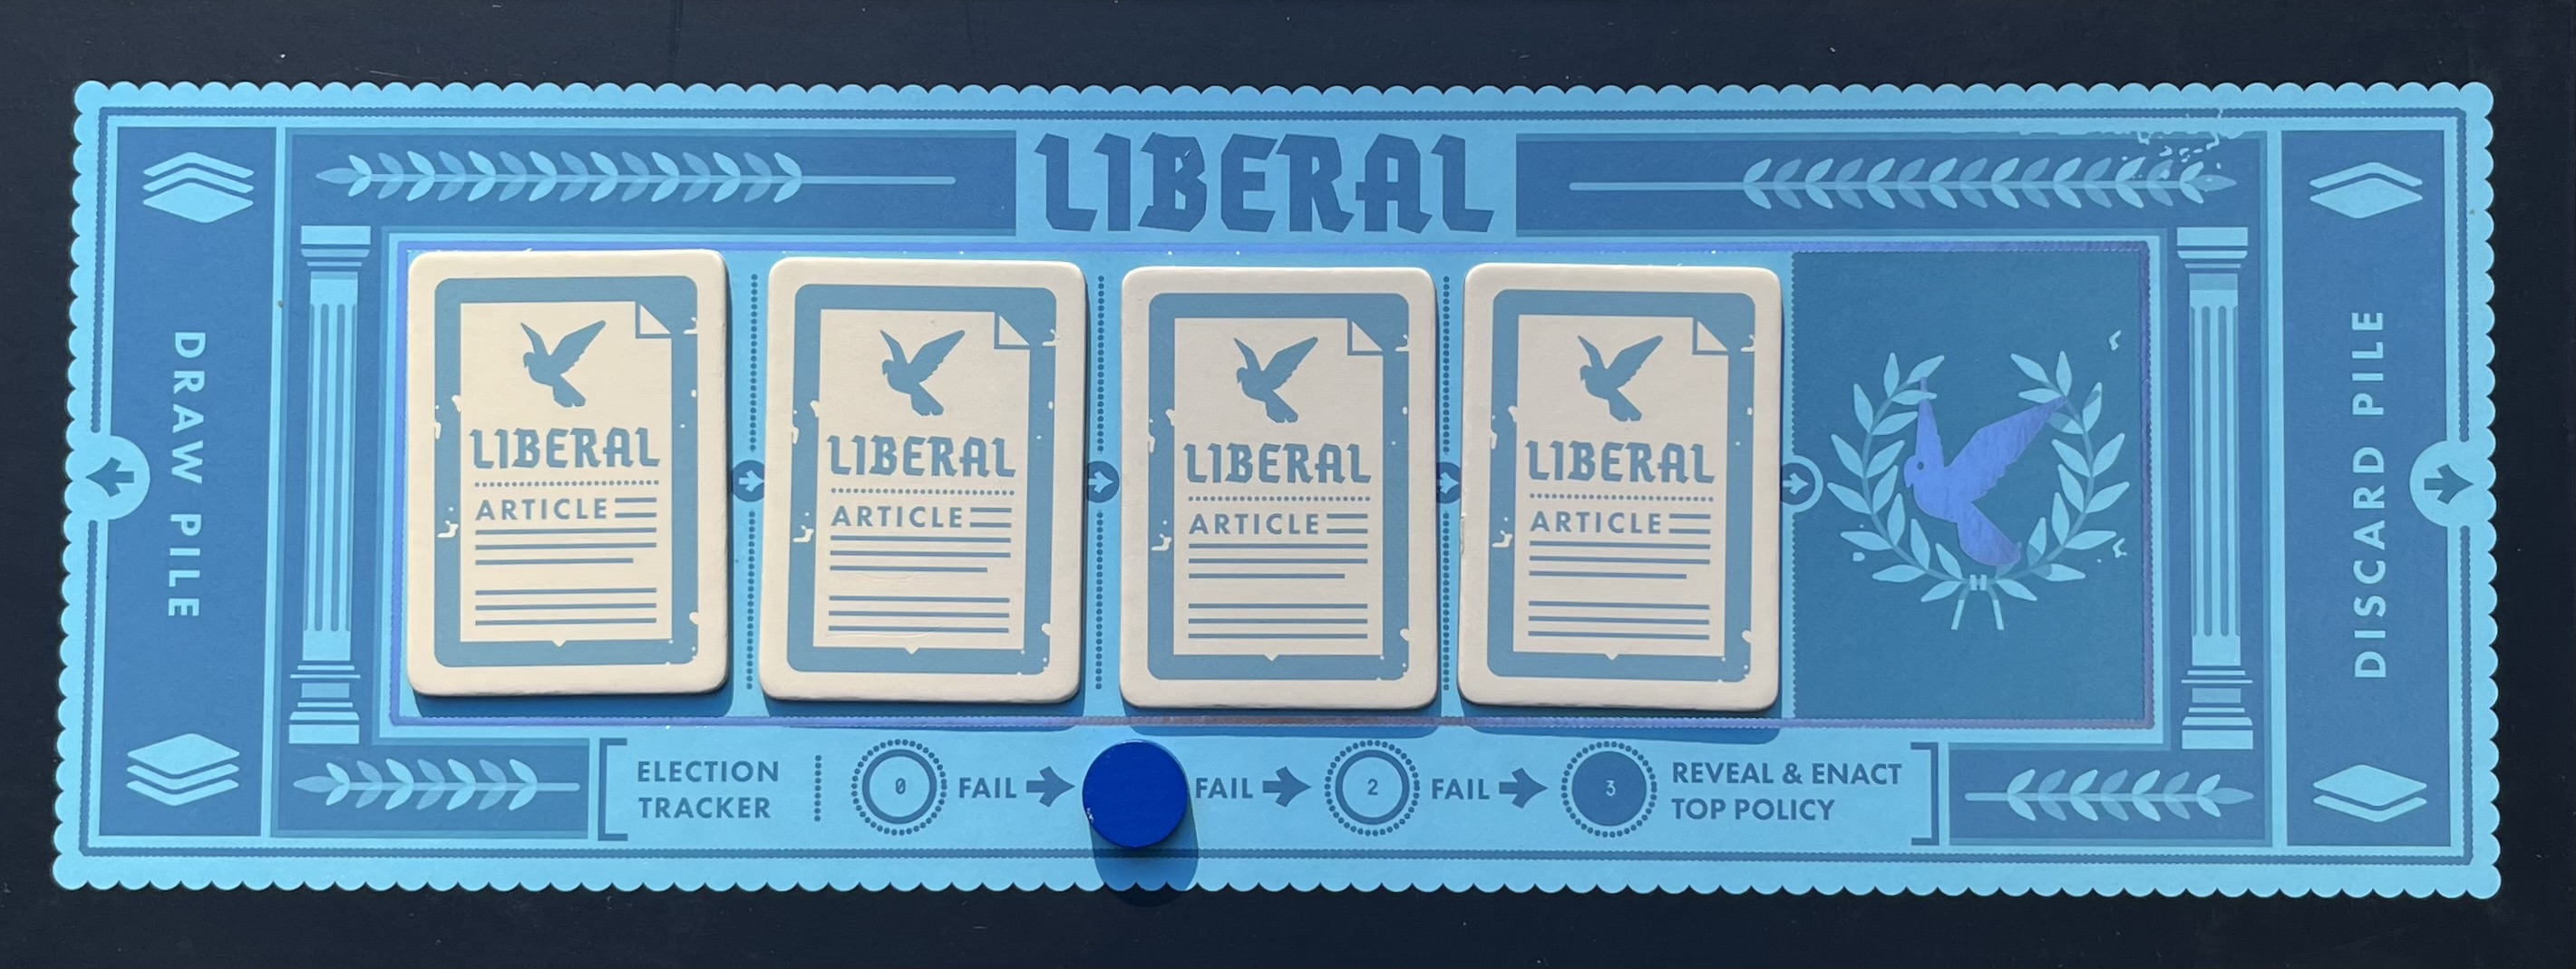 LIBERAL
DRAW PILE
LIBERAL
ARTICLE
LIBERAL
ARTICLE
LIBERAL
ARTICLE
LIBERAL
ARTICLE
DISCARD PILE
ELECTION
TRACKER
0 FAIL FAIL 2 FAIL 3
REVEAL & ENACT
TOP POLICY